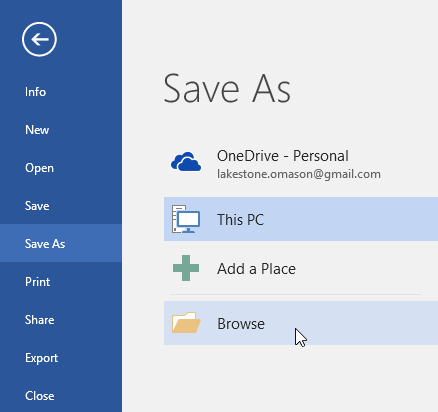 Info
New
Open
Save
Save As
Print
Share
Export
Close
Save As
OneDrive - Personal
lakestone.omason@gmail.com
This PC
Add a Place
Browse